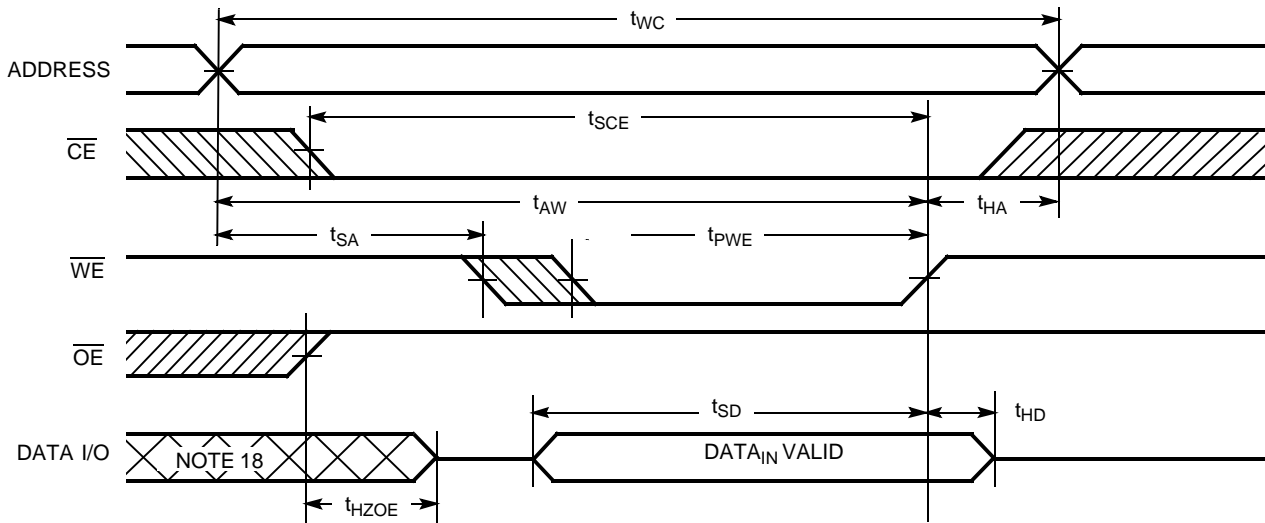 tWC
ADDRESS
tSCE
CE
tAW
tHA
tSA
tPWE
WE
OE
tSD
tHD
DATA I/O
NOTE 18
DATAIN VALID
tHZOE